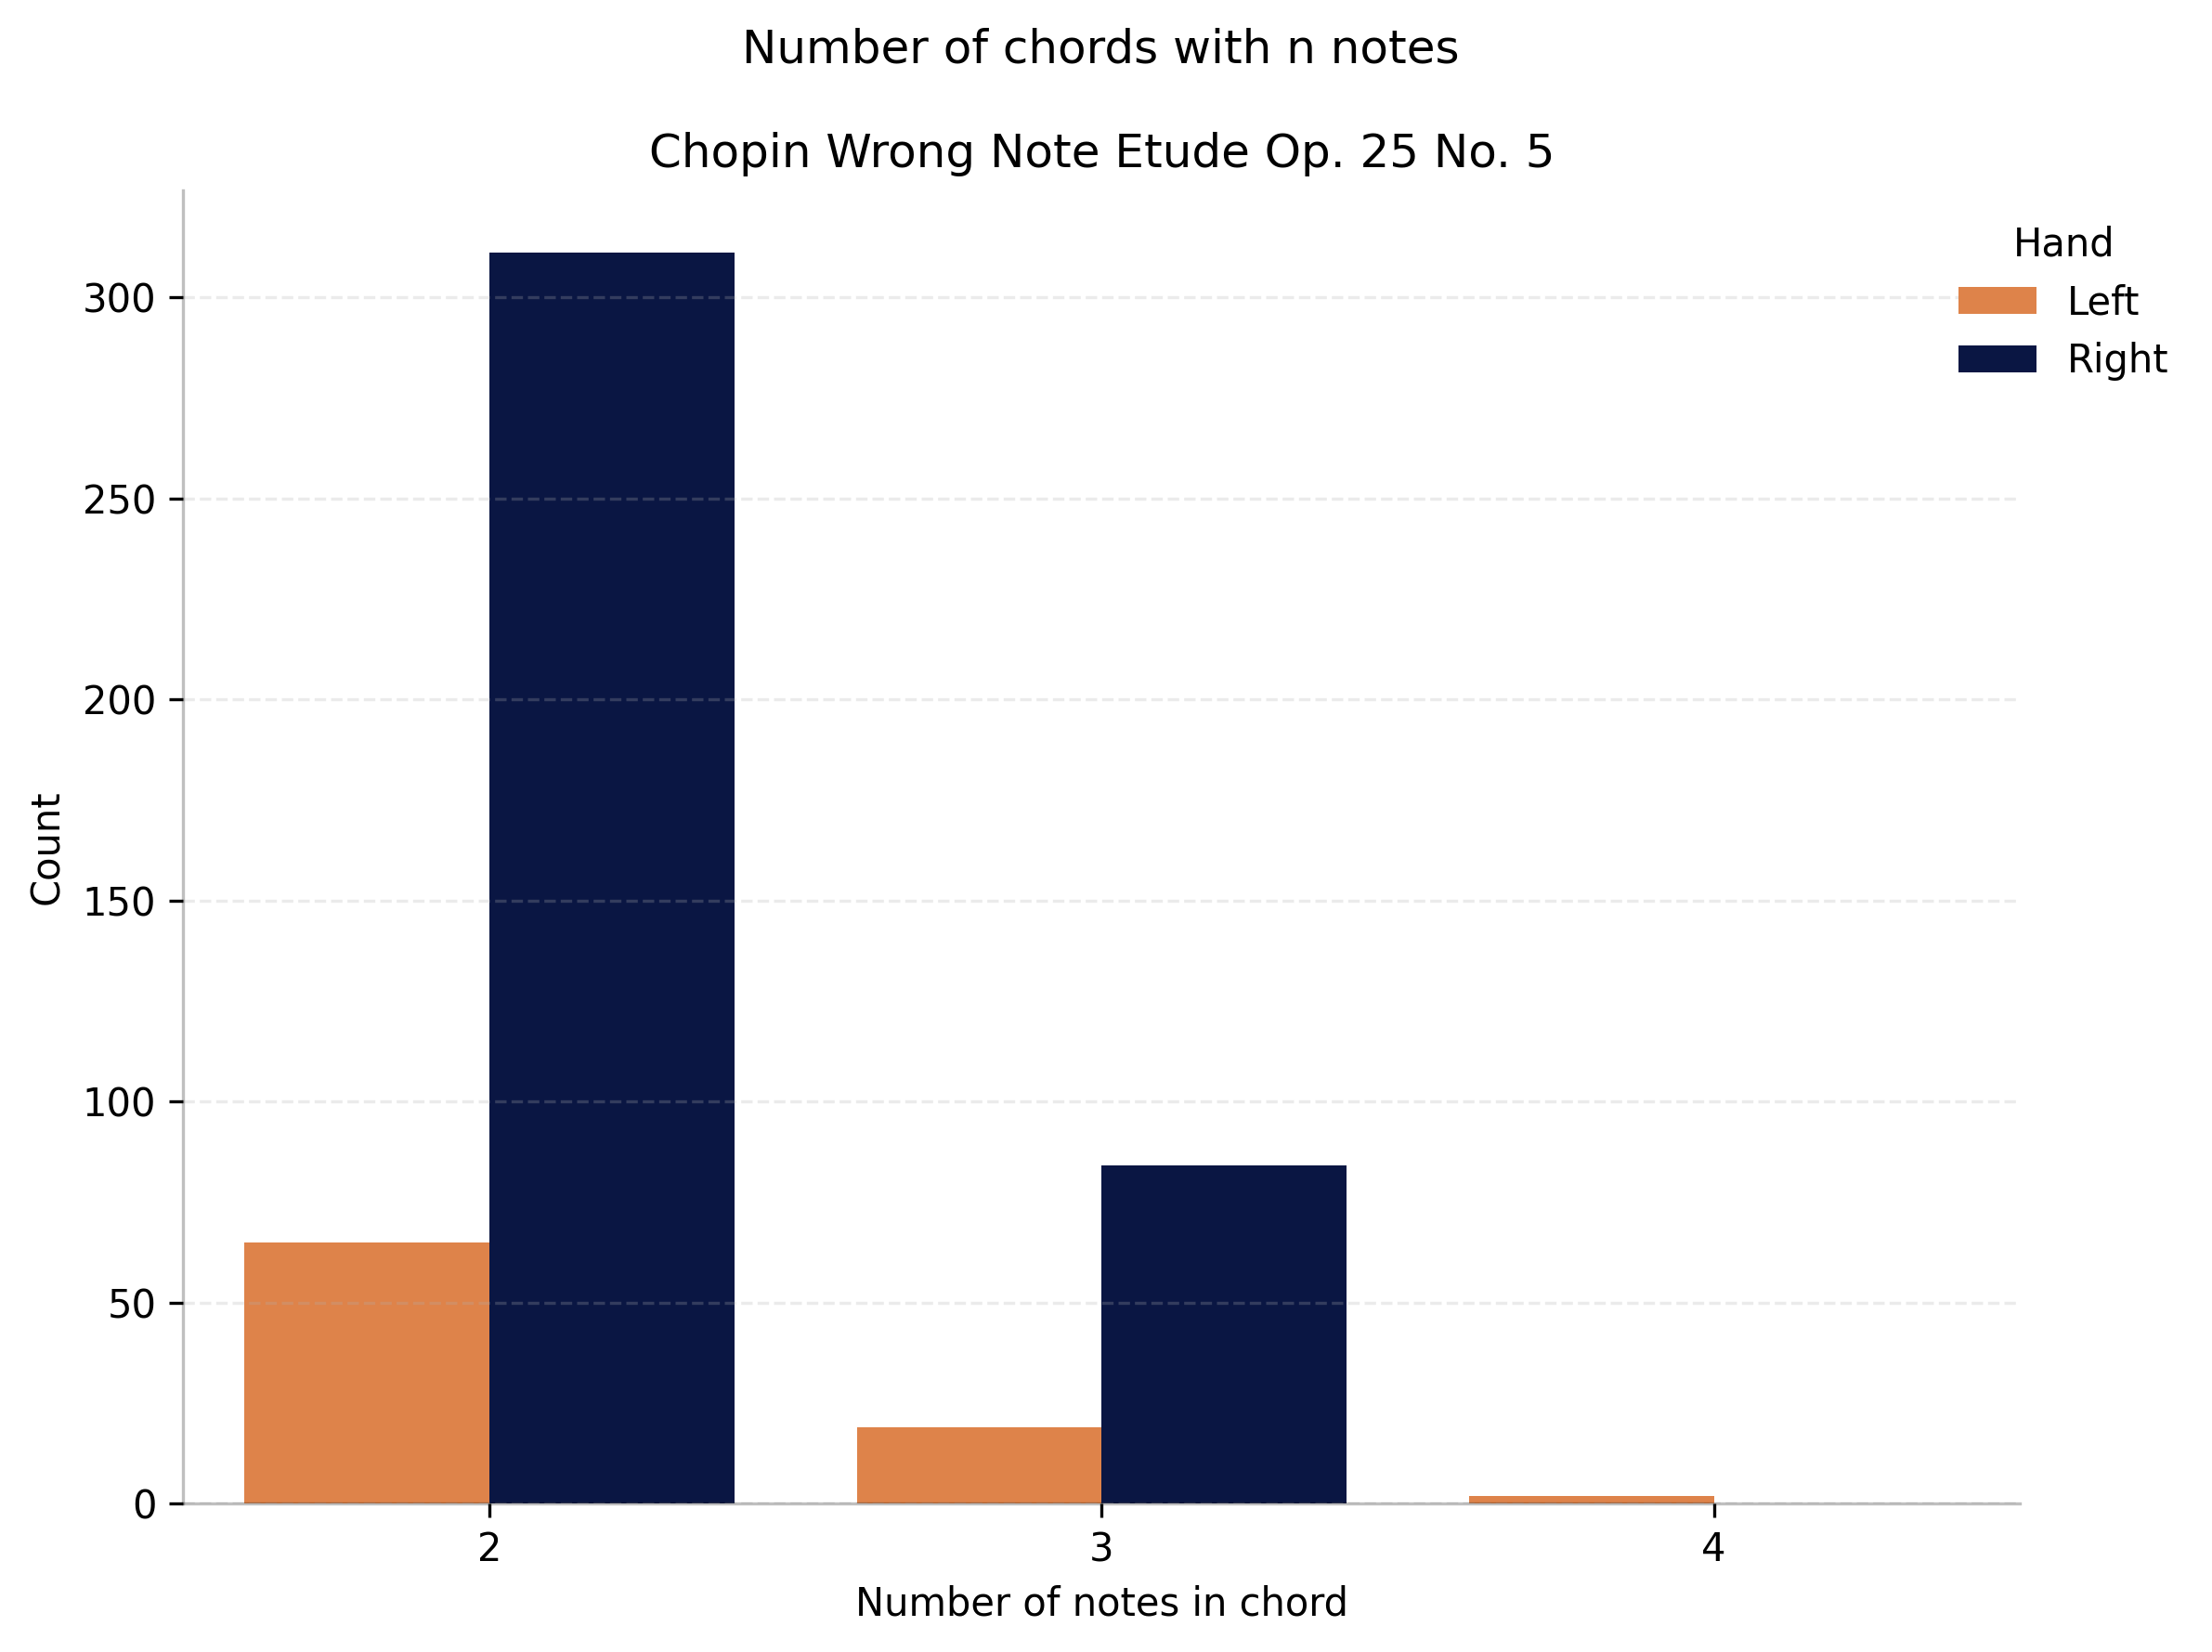 Number of chords with n notes
Chopin Wrong Note Etude Op. 25 No. 5
Hand
Left
Right
300
250
200
150
100
50
0
Count
2 3 4
Number of notes in chord